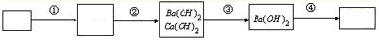 ① ② Ba(OH)₂ ③ Ba(OH)₂ ④
Ca(OH)₂